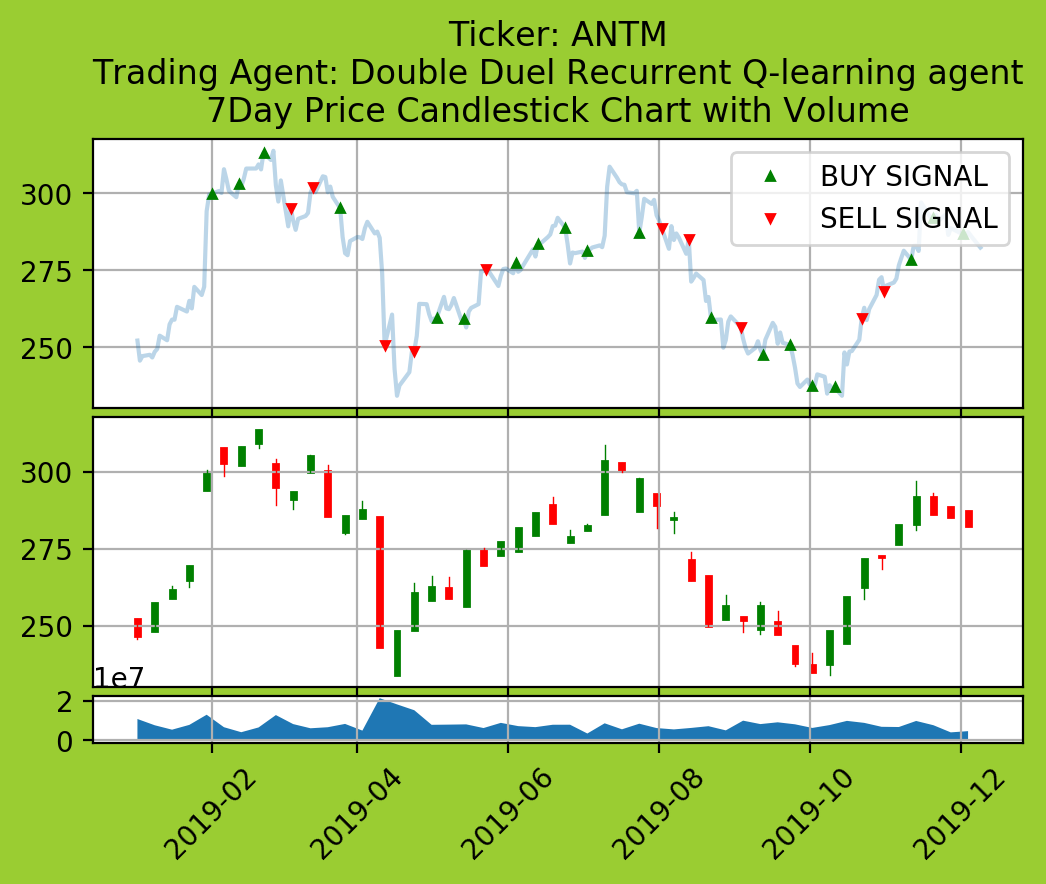 Ticker: ANTM
Trading Agent: Double Duel Recurrent Q-learning agent
7Day Price Candlestick Chart with Volume
BUY SIGNAL
SELL SIGNAL
300
275
250
300
275
250
1e7
2
0
2019-02
2019-04
2019-06
2019-08
2019-10
2019-12